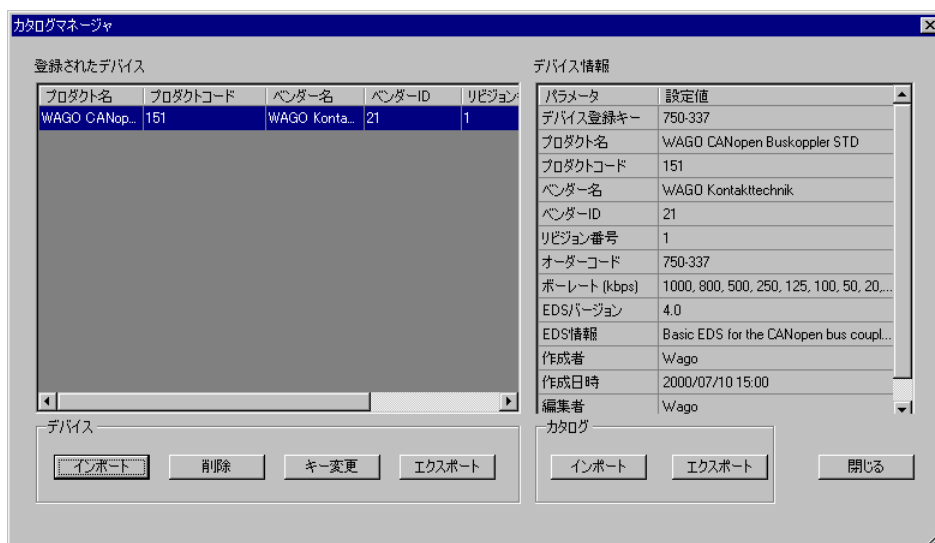 カタログマネージャ
登録されたデバイス
プロダクト名 プロダクトコード ベンダー名 ベンダーID リビジョン
WAGO CANop... 151 WAGO Konta... 21 1
デバイス情報
パラメータ 設定値
デバイス登録キー 750-337
プロダクト名 WAGO CANopen Buskoppler STD
プロダクトコード 151
ベンダー名 WAGO Kontakttechnik
ベンダーID 21
リビジョン番号 1
オーダーコード 750-337
ボーレート (kbps) 1000, 800, 500, 250, 125, 100, 50, 20,...
EDSバージョン 4.0
EDS情報 Basic EDS for the CANopen bus coupl...
作成者 Wago
作成日時 2000/07/10 15:00
編集者 Wago
デバイス
インポート 削除 キー変更 エクスポート
カタログ
インポート エクスポート
閉じる